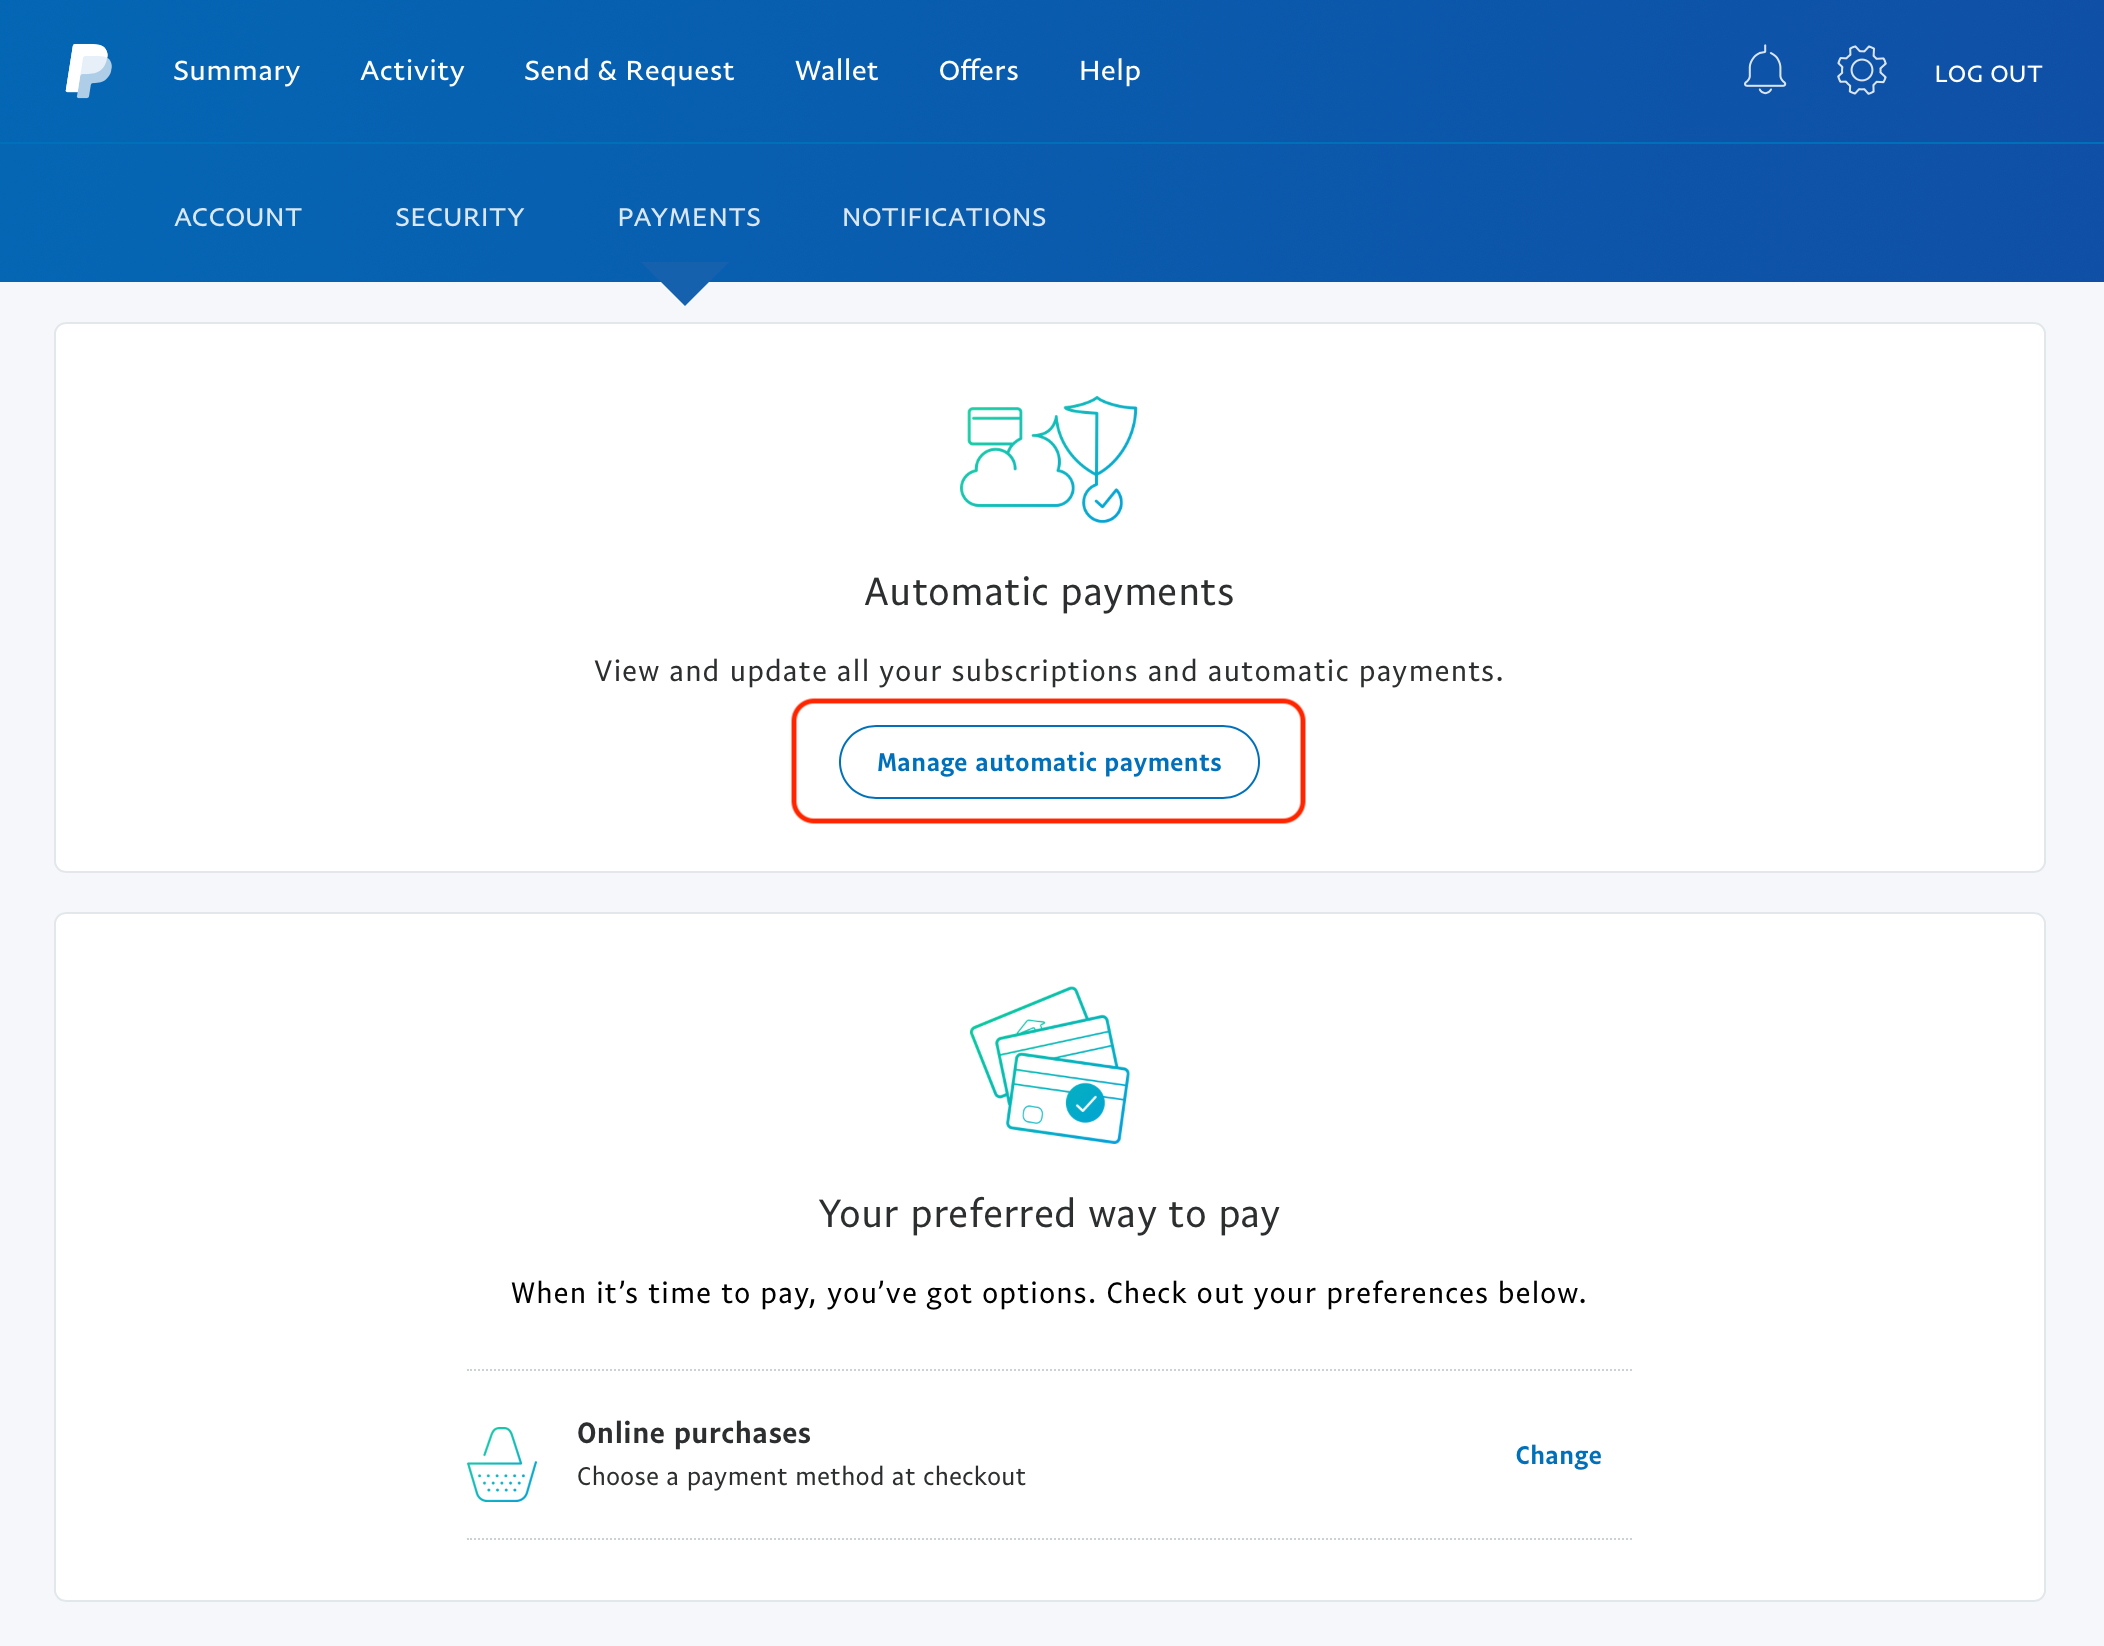 Summary Activity Send & Request Wallet Offers Help LOG OUT
ACCOUNT SECURITY PAYMENTS NOTIFICATIONS
Automatic payments
View and update all your subscriptions and automatic payments.
Manage automatic payments
Your preferred way to pay
When it’s time to pay, you’ve got options. Check out your preferences below.
Online purchases
Choose a payment method at checkout
Change